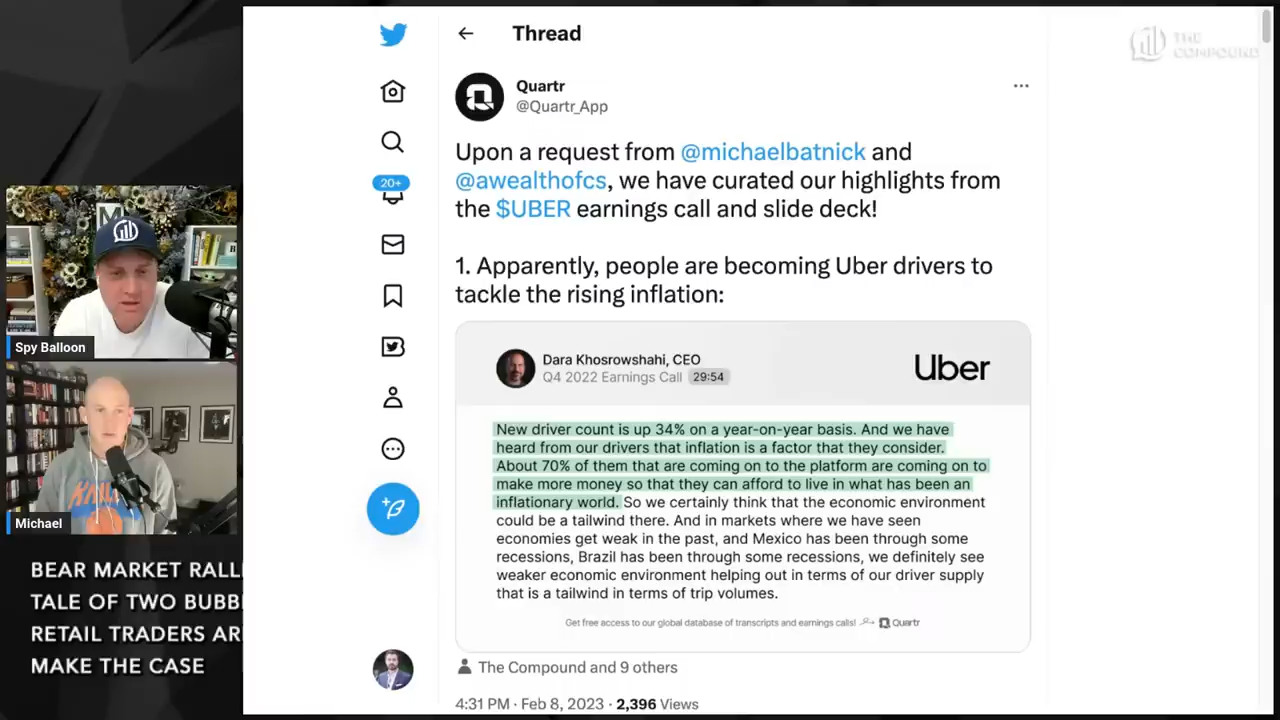 THE
COMPOUND
Thread
Quartr
@Quartr_App
Upon a request from @michaelbatnick and
@awealthofcs, we have curated our highlights from
the $UBER earnings call and slide deck!
1. Apparently, people are becoming Uber drivers to
tackle the rising inflation:
Dara Khosrowshahi, CEO
Q4 2022 Earnings Call 29:54
Uber
New driver count is up 34% on a year-on-year basis. And we have
heard from our drivers that inflation is a factor that they consider.
About 70% of them that are coming on to the platform are coming on to
make more money so that they can afford to live in what has been an
inflationary world. So we certainly think that the economic environment
could be a tailwind there. And in markets where we have seen
economies get weak in the past, and Mexico has been through some
recessions, Brazil has been through some recessions, we definitely see
weaker economic environment helping out in terms of our driver supply
that is a tailwind in terms of trip volumes.
Get free access to our global database of transcripts and earnings calls! Quartr
The Compound and 9 others
4:31 PM · Feb 8, 2023 · 2,396 Views
20+
Spy Balloon
Michael
BEAR MARKET RALL
TALE OF TWO BUBB
RETAIL TRADERS AR
MAKE THE CASE